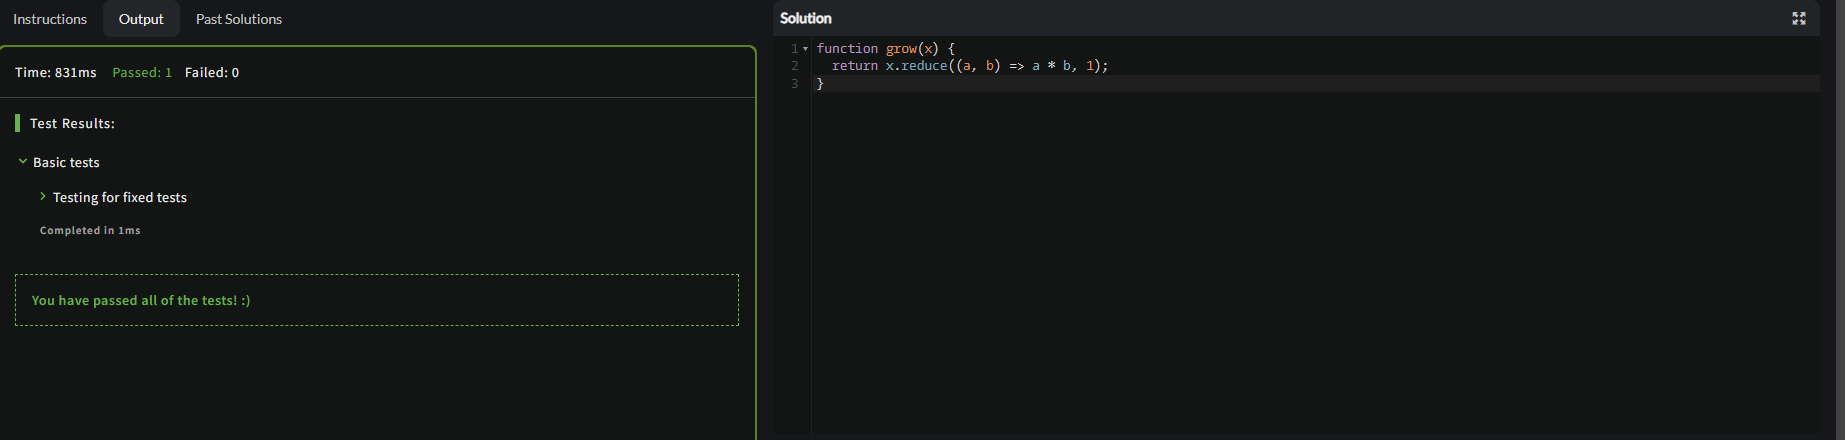 Instructions Output Past Solutions
Time: 831ms Passed: 1 Failed: 0
Test Results:
Basic tests
Testing for fixed tests
Completed in 1ms
You have passed all of the tests! :)
Solution
1 function grow(x) {
2 return x.reduce((a, b) => a * b, 1);
3 }